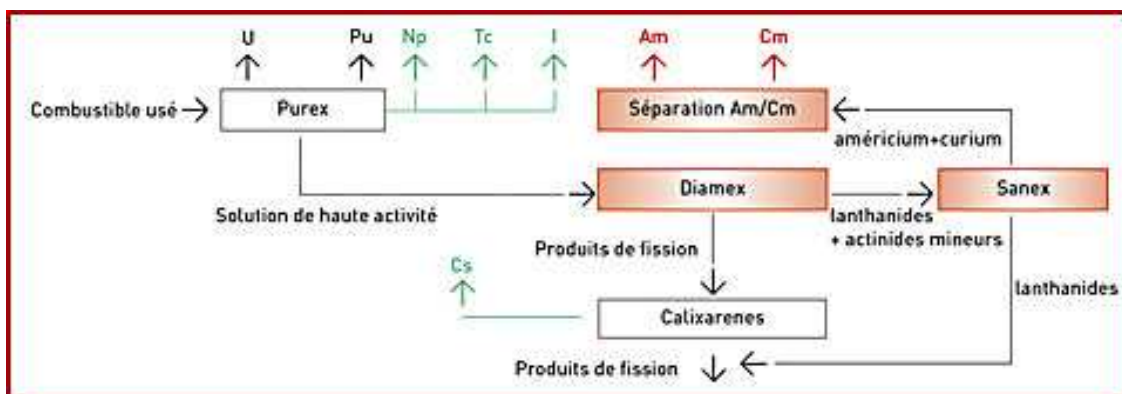 U Pu Np Tc I Am Cm
Combustible usé
Purex
Séparation Am/Cm
américium+curium
Diamex
Sanex
Solution de haute activité
lanthanides
+ actinides mineurs
Produits de fission
Cs
lanthanides
Calixarenes
Produits de fission